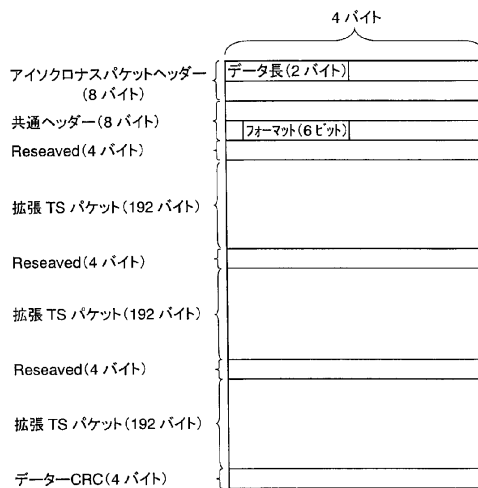 4 バイト
アイソクロナスパケットヘッダー
(8 バイト)
データ長(2 バイト)
共通ヘッダー(8 バイト)
フォーマット(6 ビット)
Reseaved(4 バイト)
拡張 TS パケット(192 バイト)
Reseaved(4 バイト)
拡張 TS パケット(192 バイト)
Reseaved(4 バイト)
拡張 TS パケット(192 バイト)
データーCRC(4 バイト)